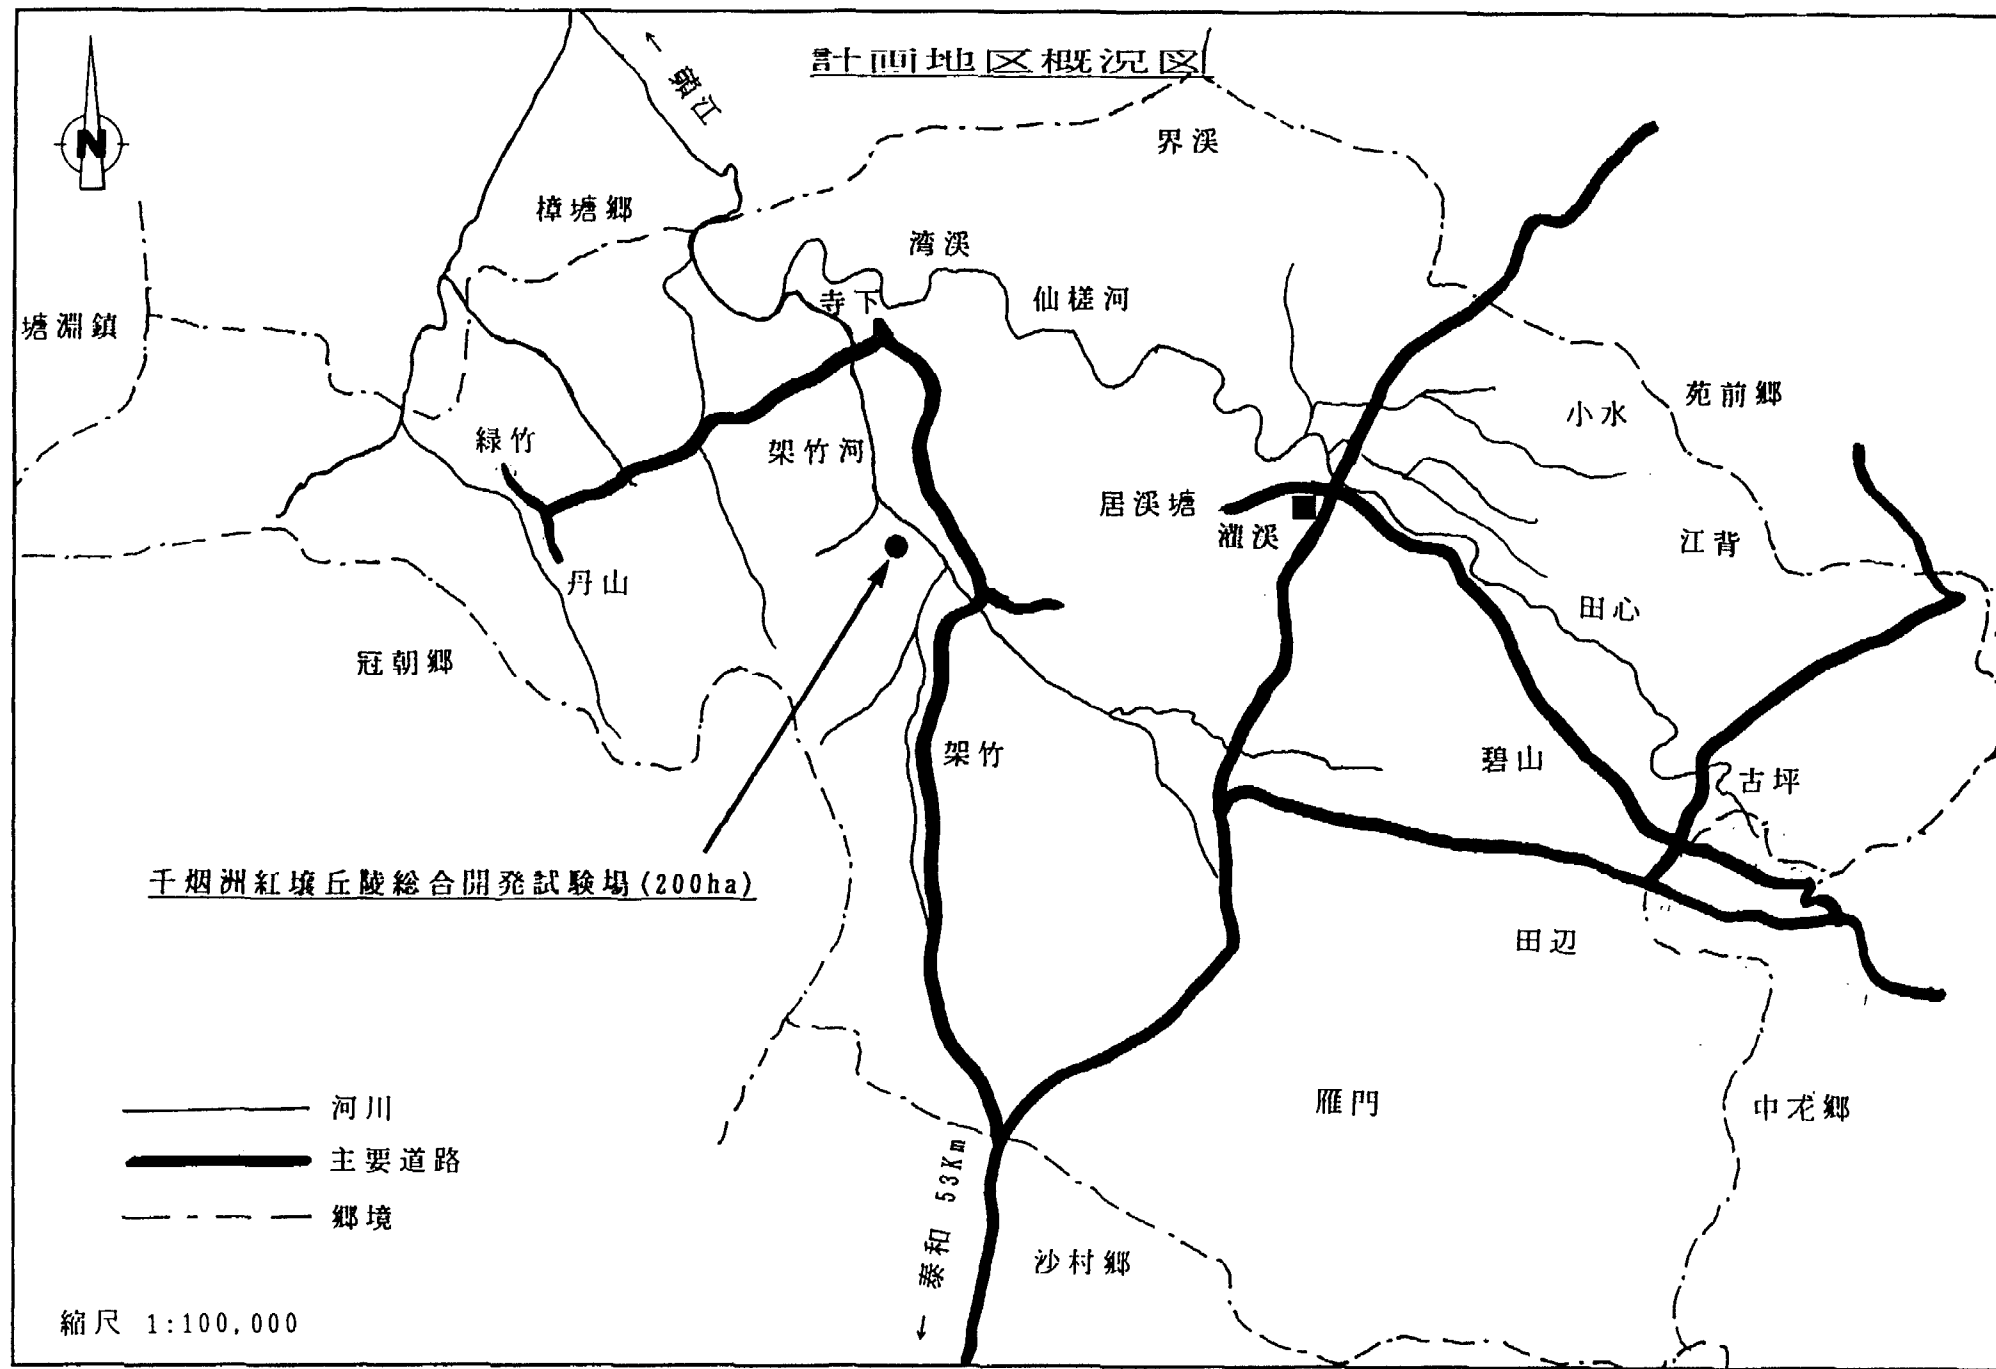 計画地区概況図
N
← 贛江
界渓
樟塘郷
湾渓
塘淵鎮
寺下
仙槎河
苑前郷
小水
緑竹
架竹河
居渓塘
灌渓
江背
丹山
田心
冠朝郷
架竹
碧山
古坪
千烟洲紅壌丘陵総合開発試験場(200ha)
田辺
雁門
中龙郷
河川
主要道路
郷境
← 泰和 53Km
沙村郷
縮尺 1:100,000